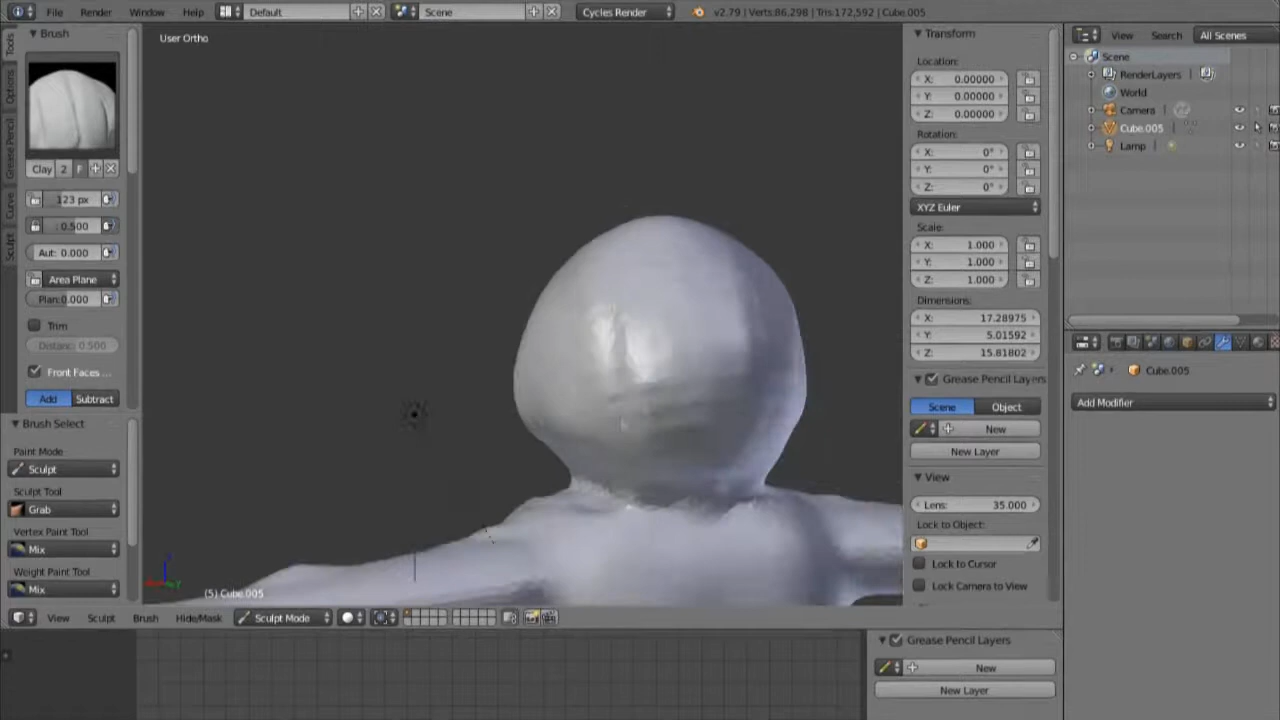 File Render Window Help Default Scene Cycles Render v2.79 | Verts:86,298 | Tris:172,592 | Cube.005
Tools
Options
Grease Pencil
Curve
Sculpt
Brush
Clay 2 F
123 px
: 0.500
Aut: 0.000
Area Plane
Plan:0.000
Trim
Distanc: 0.500
Front Faces ...
Add Subtract
Brush Select
Paint Mode:
Sculpt
Sculpt Tool
Grab
Vertex Paint Tool
Mix
Weight Paint Tool
Mix
User Ortho
(5) Cube.005
View Sculpt Brush Hide/Mask Sculpt Mode
Transform
Location:
X: 0.00000
Y: 0.00000
Z: 0.00000
Rotation:
X: 0°
Y: 0°
Z: 0°
XYZ Euler
Scale:
X: 1.000
Y: 1.000
Z: 1.000
Dimensions:
X: 17.28975
Y: 5.01592
Z: 15.81802
Grease Pencil Layers
Scene Object
New
New Layer
View
Lens: 35.000
Lock to Object:
Lock to Cursor
Lock Camera to View
View Search All Scenes
Scene
RenderLayers
World
Camera
Cube.005
Lamp
Cube.005
Add Modifier
Grease Pencil Layers
New
New Layer